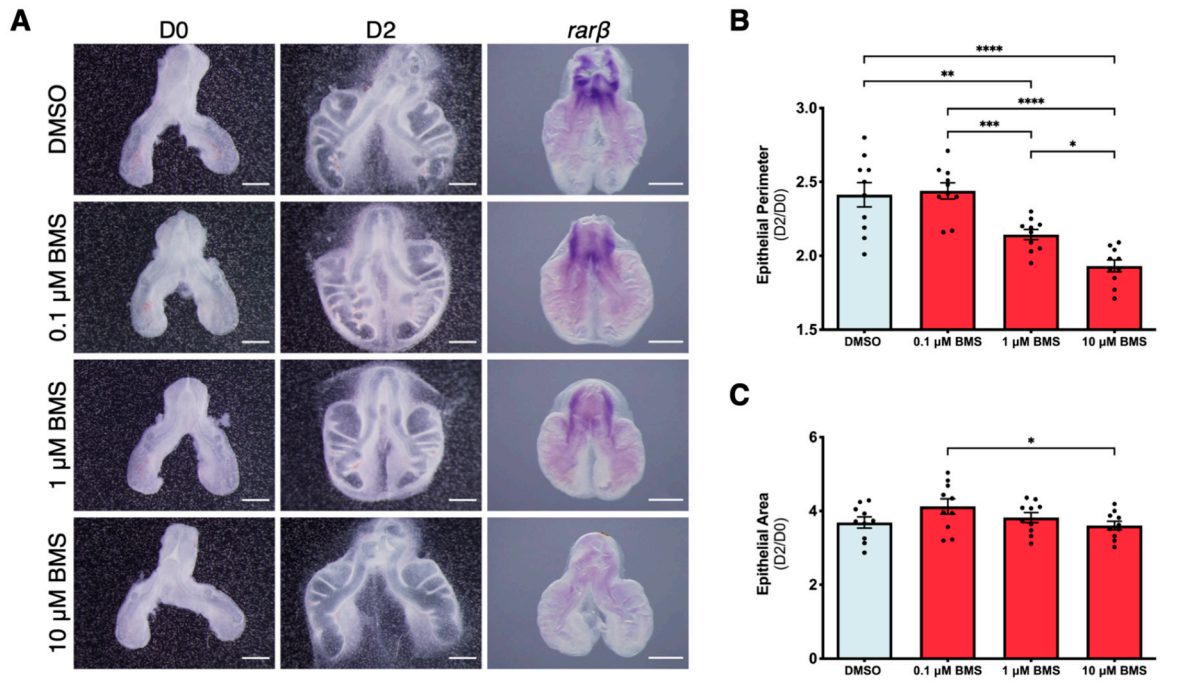 A
D0
D2
rarβ
DMSO
0.1 µM BMS
1 µM BMS
10 µM BMS
B
****
**
****
***
*
Epithelial Perimeter
(D2/D0)
3.0
2.5
2.0
1.5
DMSO
0.1 µM BMS
1 µM BMS
10 µM BMS
C
*
Epithelial Area
(D2/D0)
6
4
2
0
DMSO
0.1 µM BMS
1 µM BMS
10 µM BMS